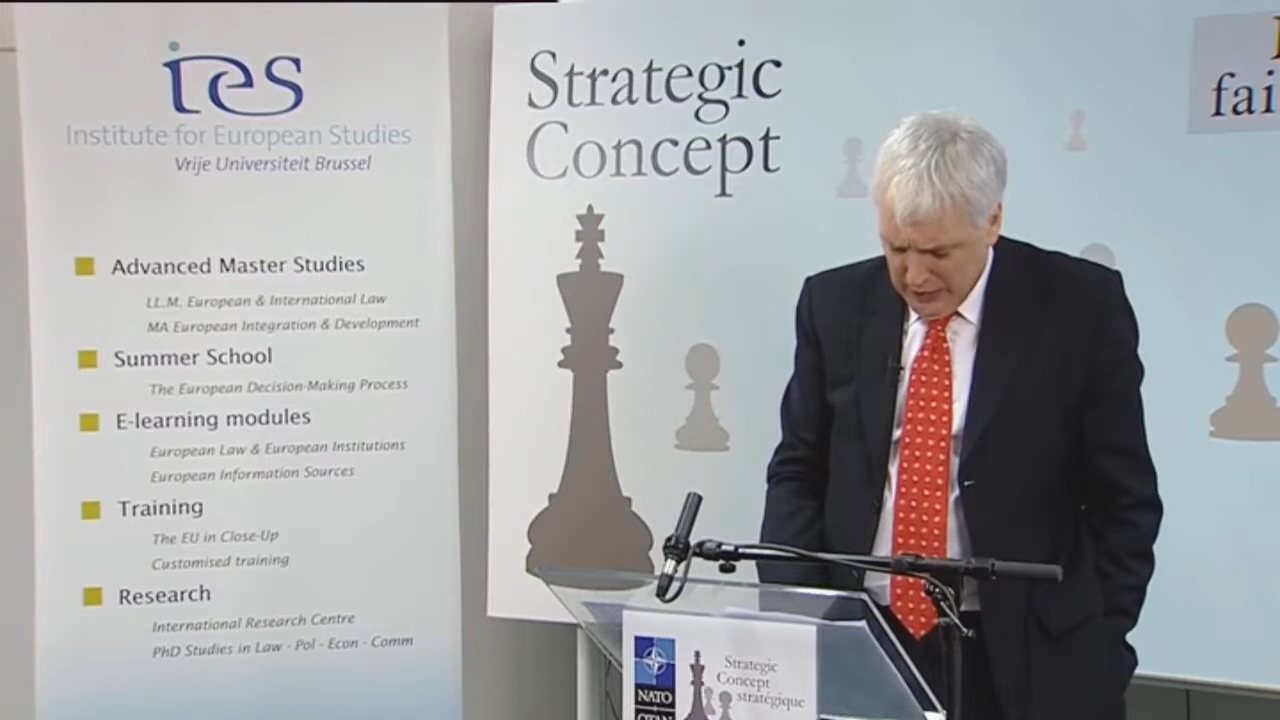 ies
Institute for European Studies
Vrije Universiteit Brussel
Advanced Master Studies
LL.M. European & International Law
MA European Integration & Development
Summer School
The European Decision-Making Process
E-learning modules
European Law & European Institutions
European Information Sources
Training
The EU in Close-Up
Customised training
Research
International Research Centre
PhD Studies in Law - Pol - Econ - Comm
Strategic
Concept
fai
NATO
OTAN
Strategic
Concept
stratégique